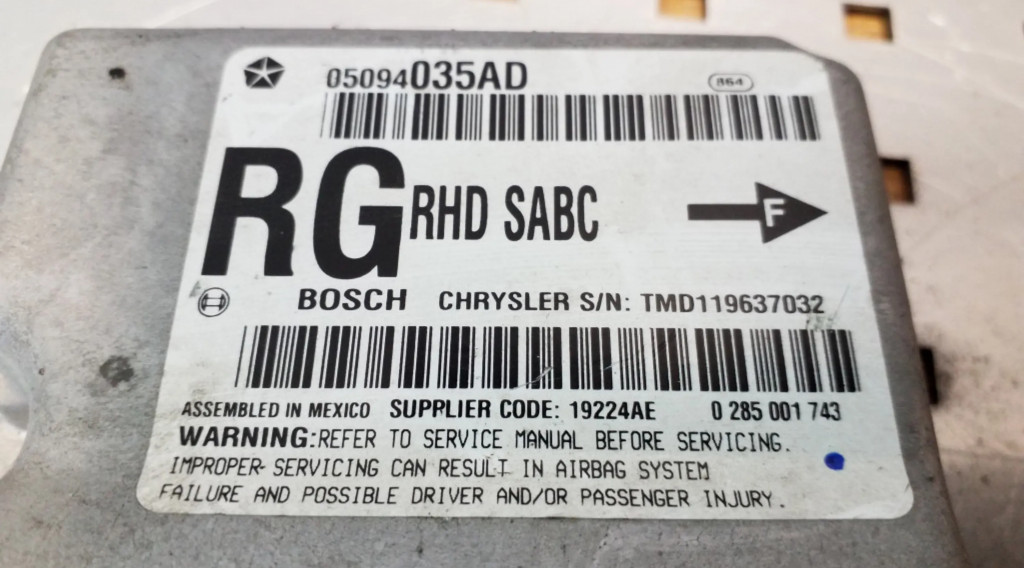 05094035AD 864
RG RHD SABC F
BOSCH CHRYSLER S/N: TMD119637032
ASSEMBLED IN MEXICO SUPPLIER CODE: 19224AE 0 285 001 743
WARNING:REFER TO SERVICE MANUAL BEFORE SERVICING.
IMPROPER SERVICING CAN RESULT IN AIRBAG SYSTEM
FAILURE AND POSSIBLE DRIVER AND/OR PASSENGER INJURY.